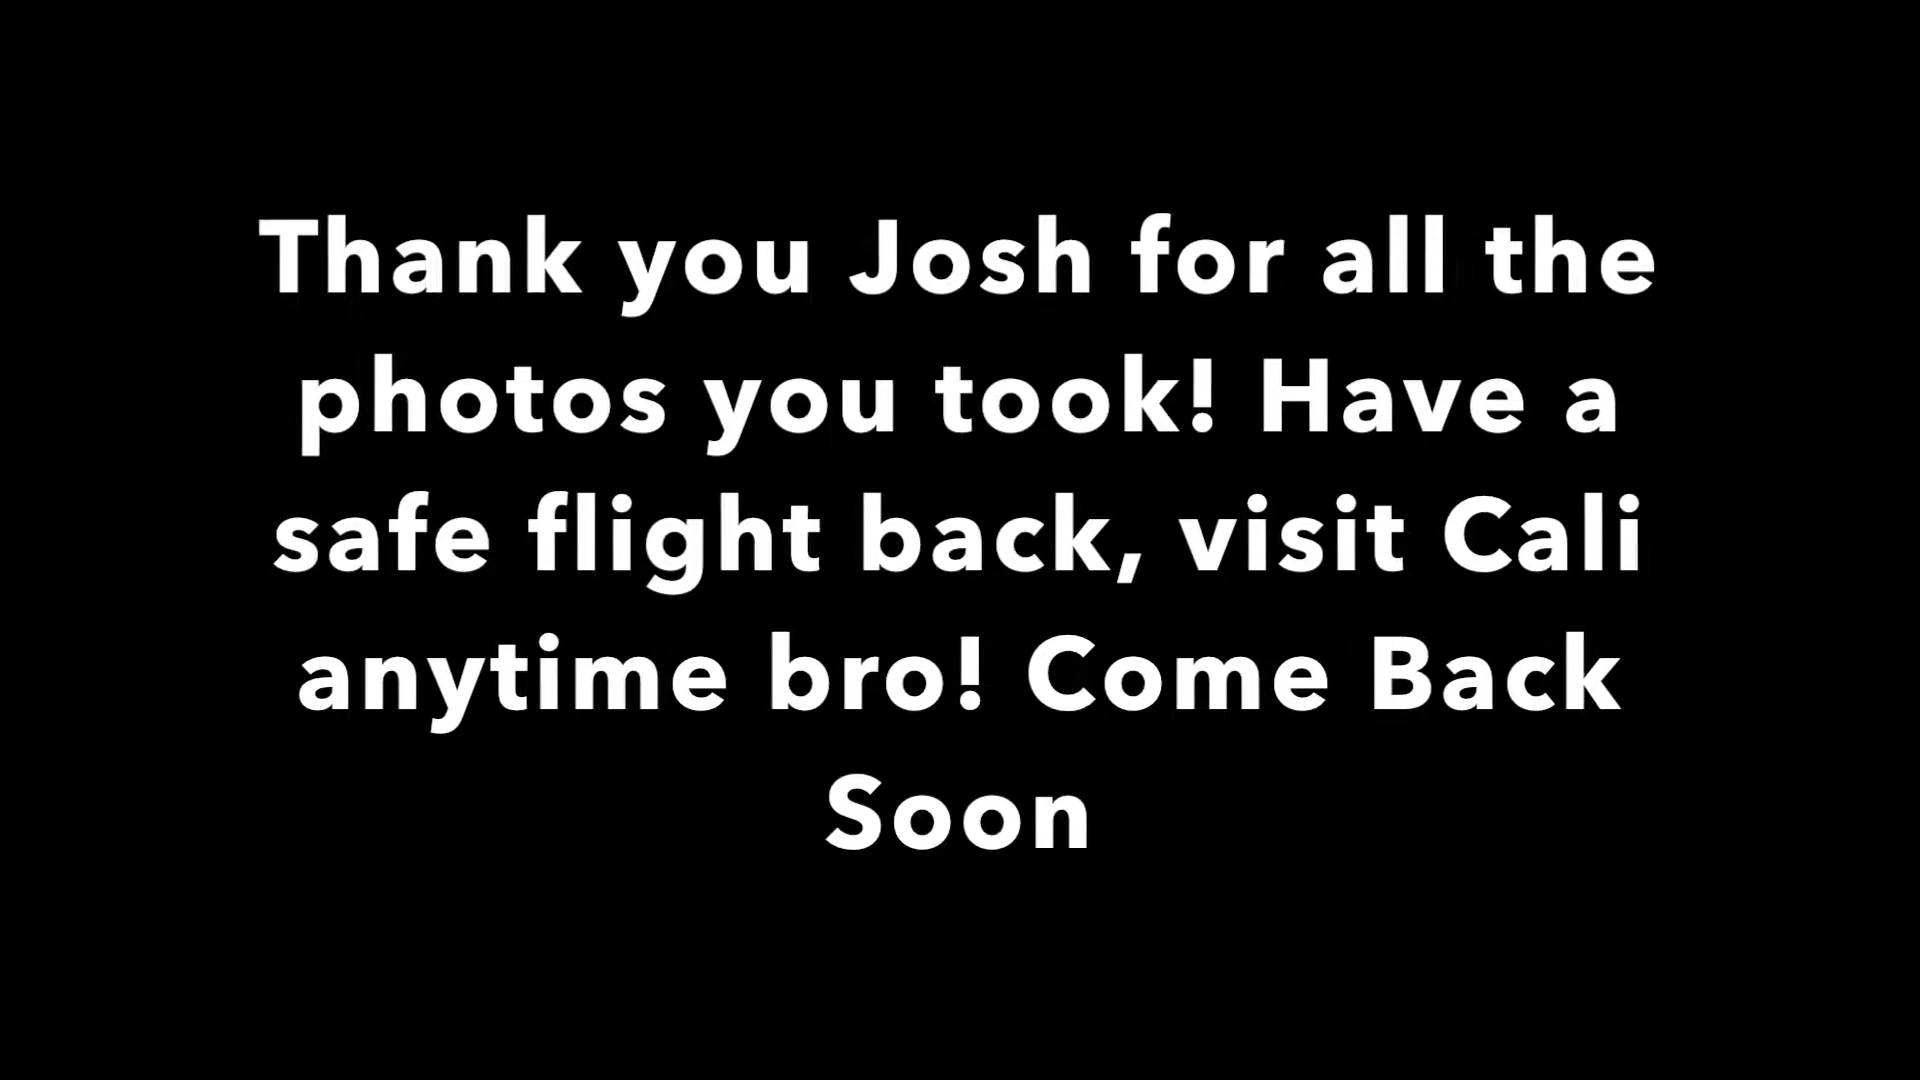 Thank you Josh for all the
photos you took! Have a
safe flight back, visit Cali
anytime bro! Come Back
Soon